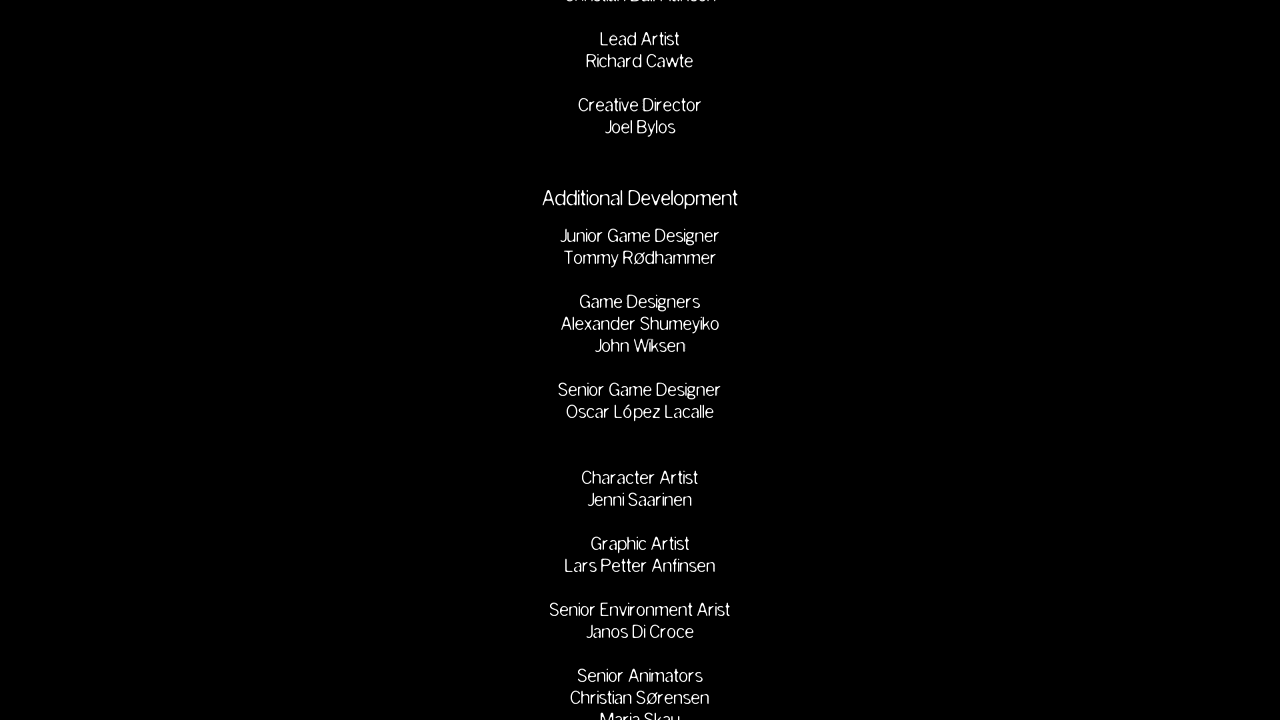 Lead Artist
Richard Cawte
Creative Director
Joel Bylos
Additional Development
Junior Game Designer
Tommy Rødhammer
Game Designers
Alexander Shumeyiko
John Wiksen
Senior Game Designer
Oscar López Lacalle
Character Artist
Jenni Saarinen
Graphic Artist
Lars Petter Anfinsen
Senior Environment Arist
Janos Di Croce
Senior Animators
Christian Sørensen
Maria Skau